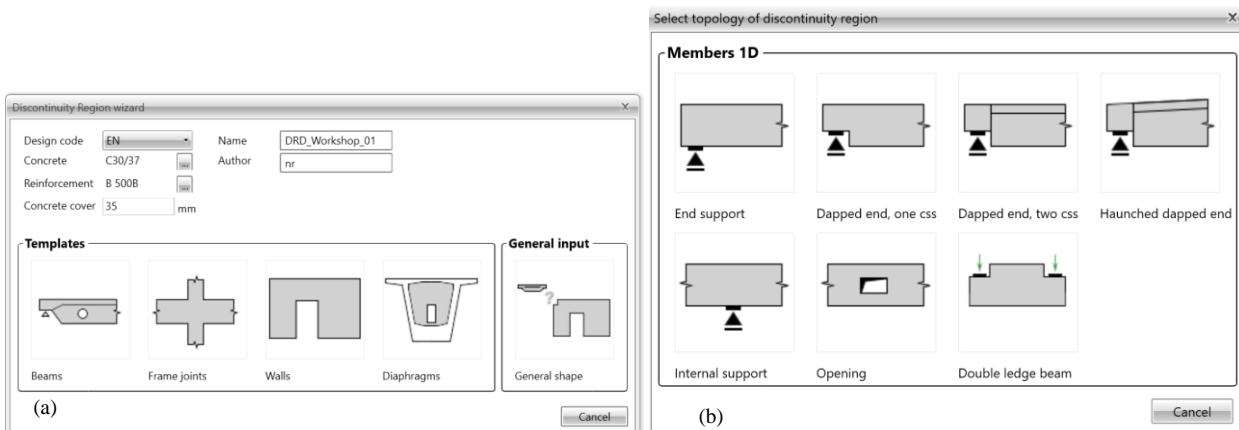 Discontinuity Region wizard
x
Design code EN Name DRD_Workshop_01
Concrete C30/37 ... Author nr
Reinforcement B 500B ...
Concrete cover 35 mm
Templates
General input
?
Beams Frame joints Walls Diaphragms General shape
Cancel
(a)
Select topology of discontinuity region
x
Members 1D
End support Dapped end, one css Dapped end, two css Haunched dapped end
Internal support Opening Double ledge beam
Cancel
(b)